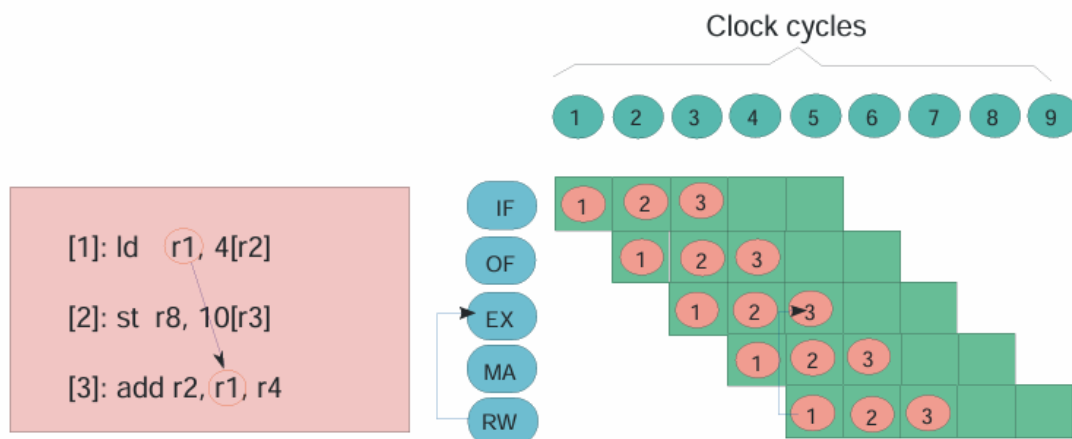 Clock cycles
1 2 3 4 5 6 7 8 9
[1]: ld r1, 4[r2]
[2]: st r8, 10[r3]
[3]: add r2, r1, r4
IF 1 2 3
OF 1 2 3
EX 1 2 3
MA 1 2 3
RW 1 2 3